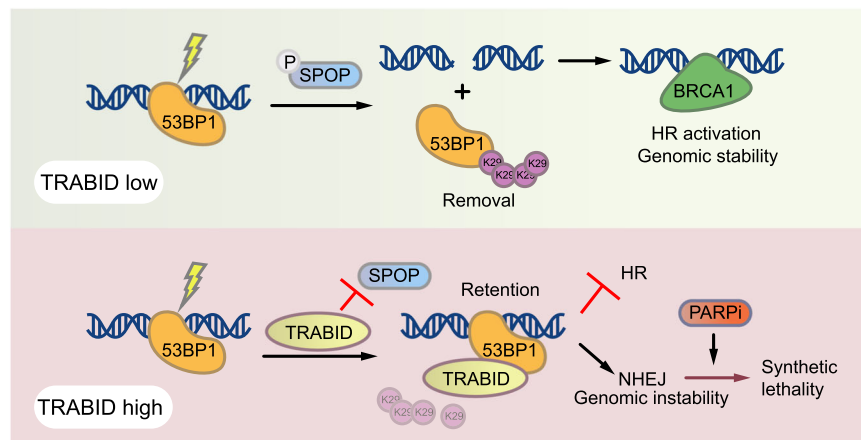 P
SPOP
53BP1
+
53BP1
K29
K29
K29
K29
Removal
BRCA1
HR activation
Genomic stability
TRABID low
53BP1
TRABID
SPOP
Retention
53BP1
TRABID
K29
K29
K29
K29
HR
PARPi
NHEJ
Genomic instability
Synthetic
lethality
TRABID high